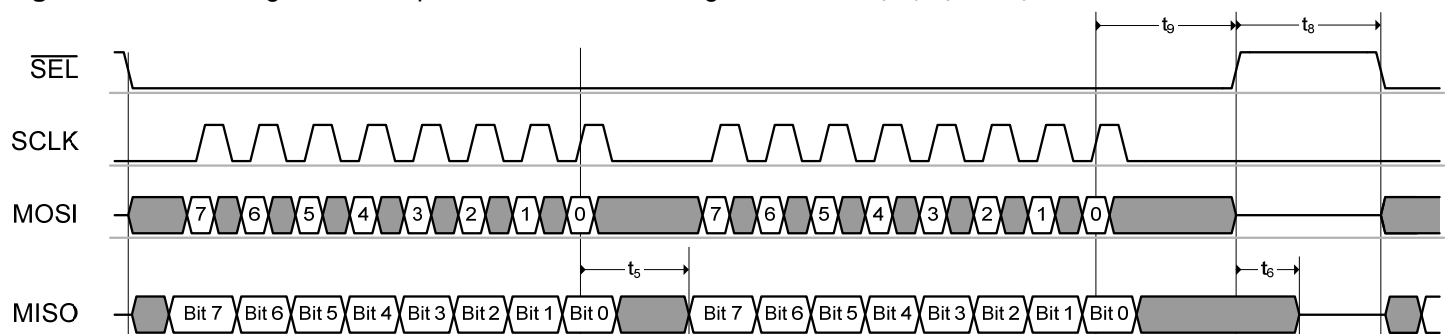 t9 t8
SEL
SCLK
MOSI 7 6 5 4 3 2 1 0 7 6 5 4 3 2 1 0
t5 t6
MISO Bit 7 Bit 6 Bit 5 Bit 4 Bit 3 Bit 2 Bit 1 Bit 0 Bit 7 Bit 6 Bit 5 Bit 4 Bit 3 Bit 2 Bit 1 Bit 0